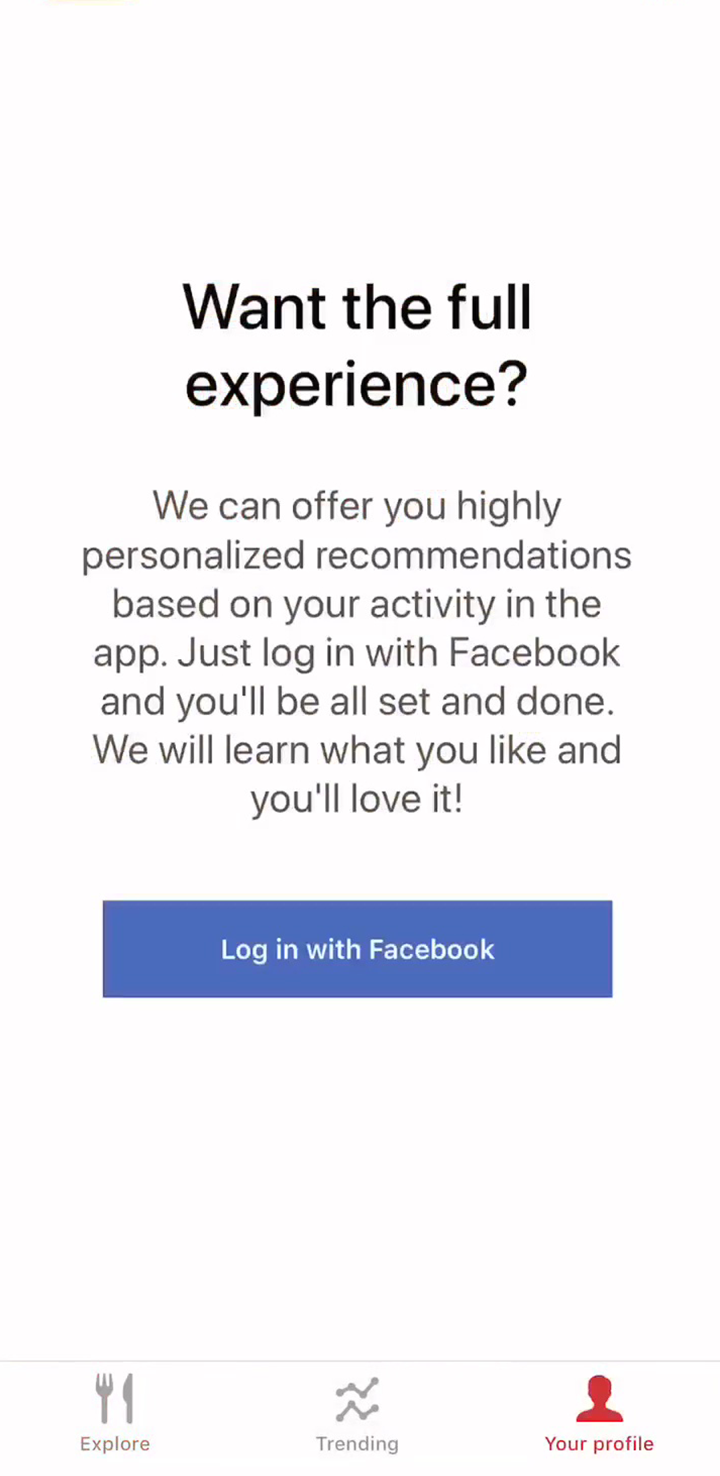 Want the full
experience?
We can offer you highly
personalized recommendations
based on your activity in the
app. Just log in with Facebook
and you'll be all set and done.
We will learn what you like and
you'll love it!
Log in with Facebook
Explore
Trending
Your profile